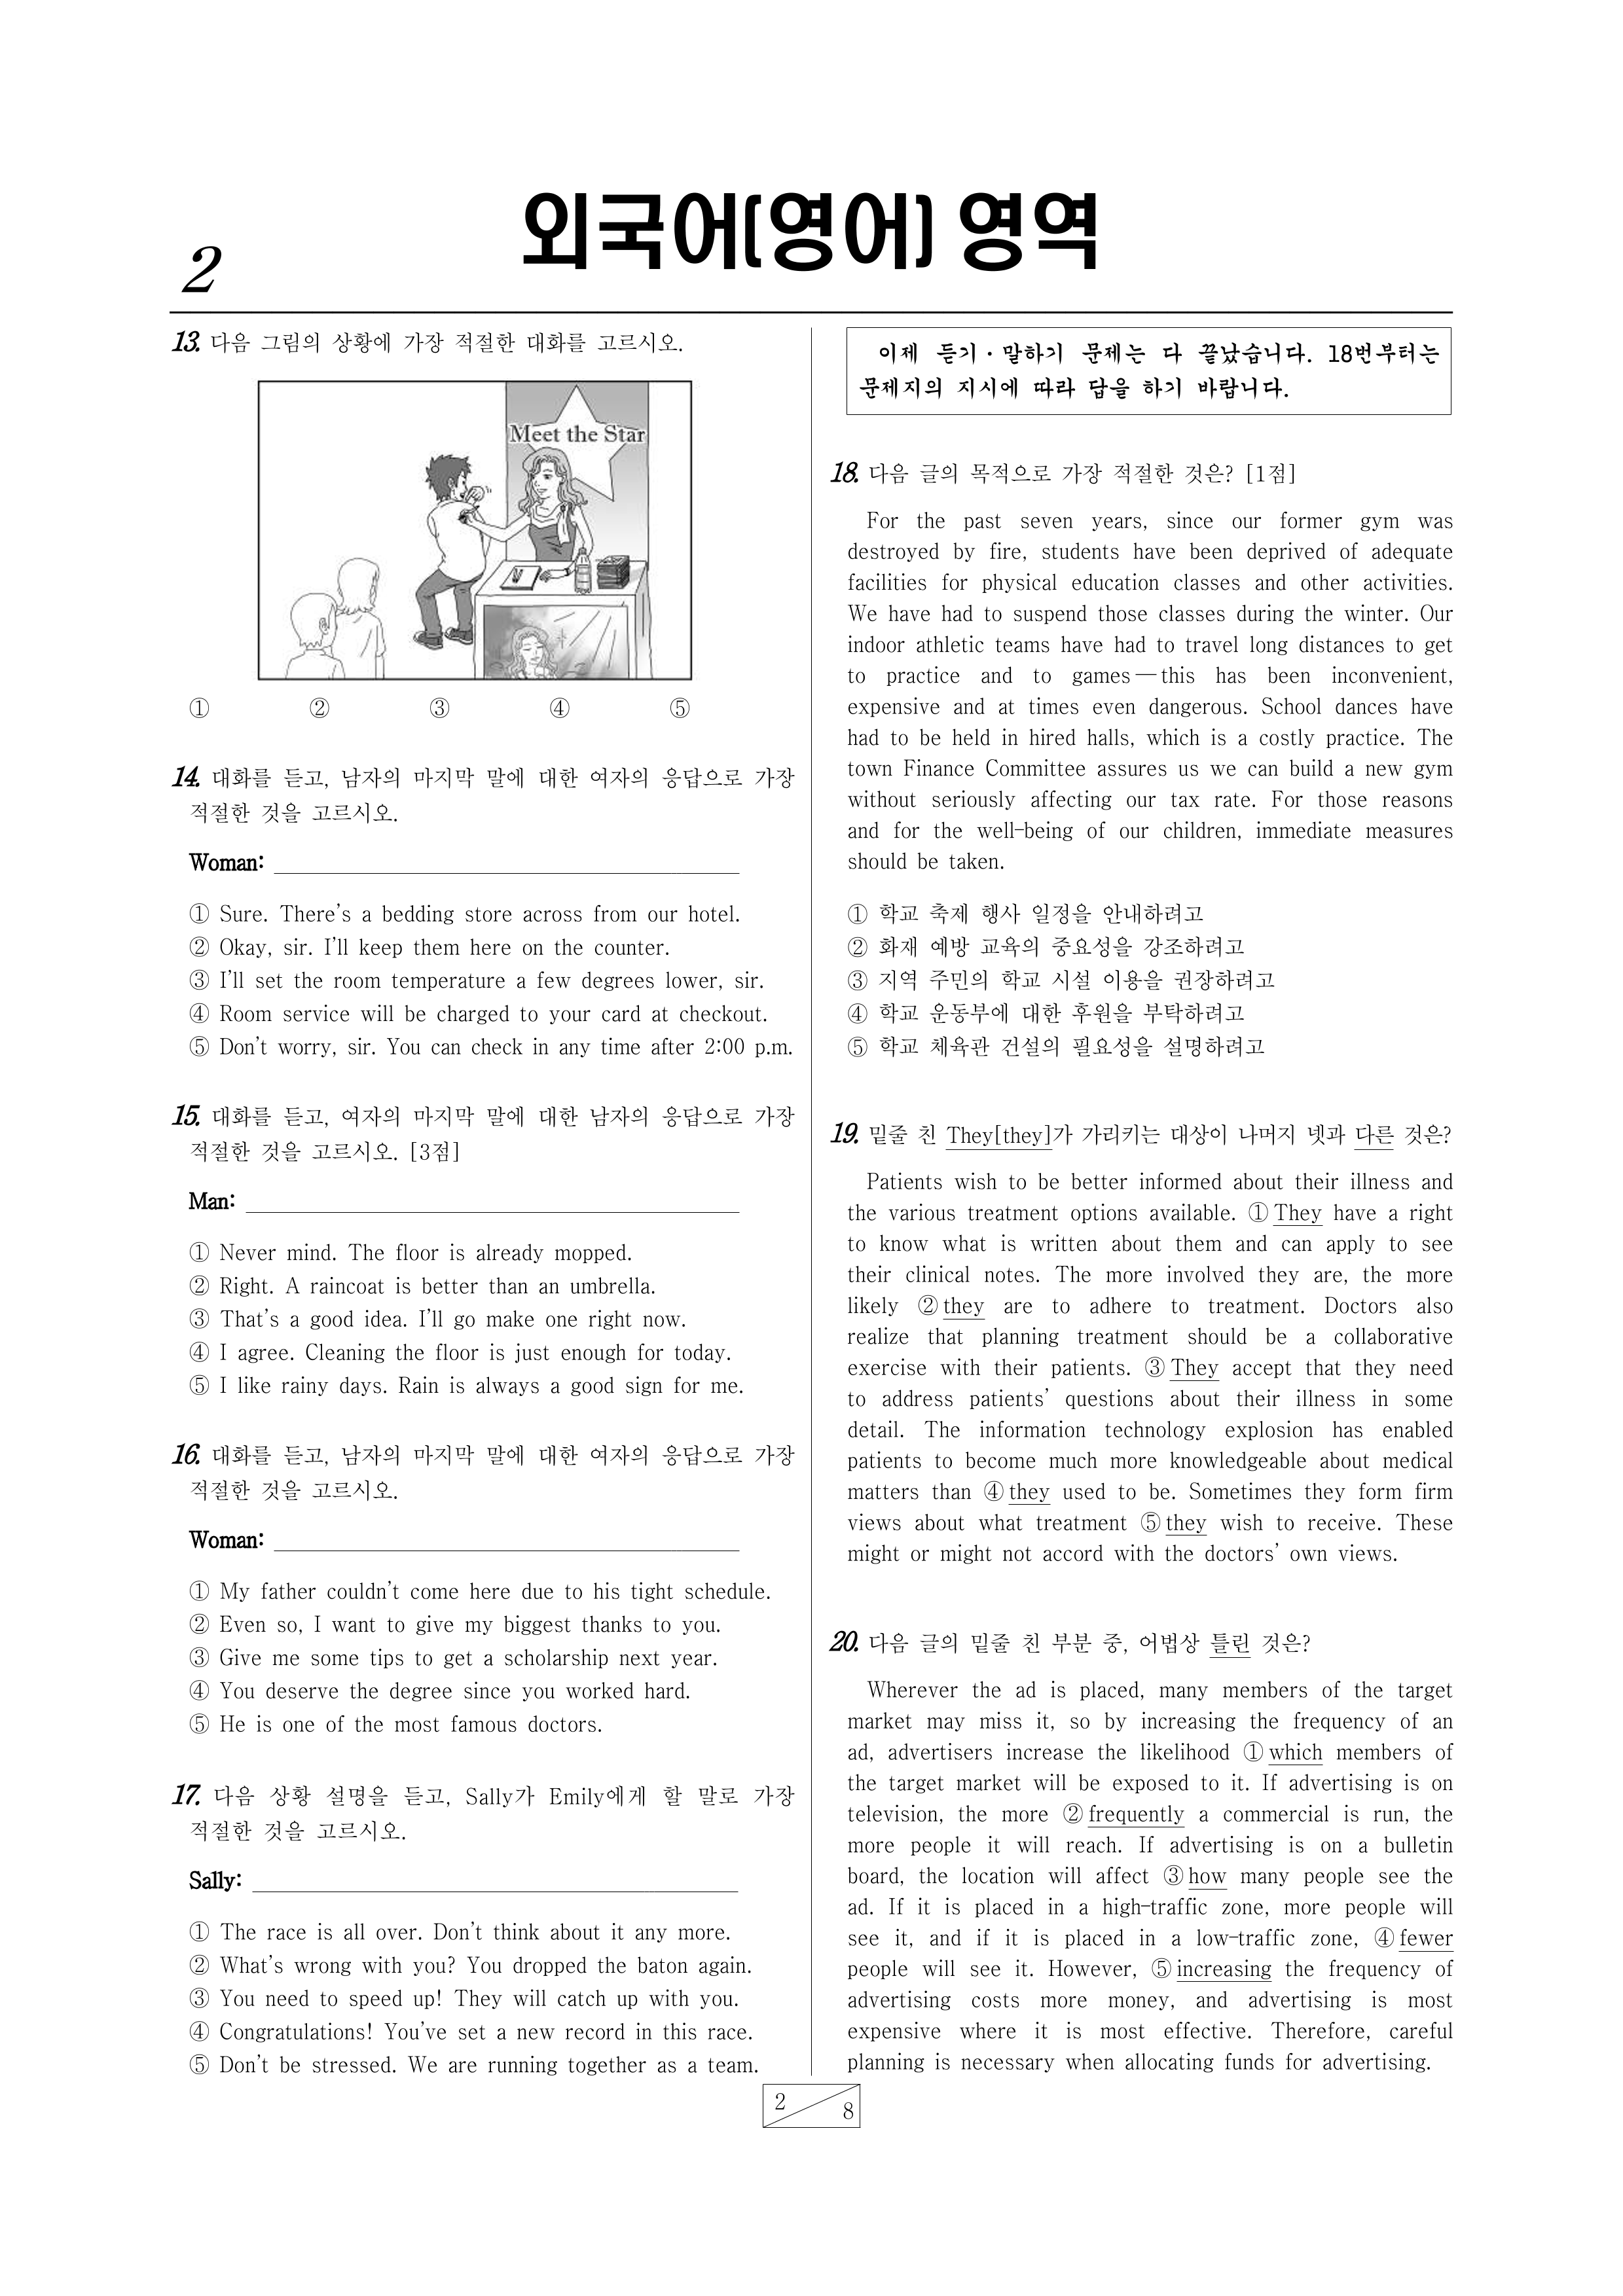 외국어(영어) 영역
2
13. 다음 그림의 상황에 가장 적절한 대화를 고르시오.
Meet the Star
① ② ③ ④ ⑤
14. 대화를 듣고, 남자의 마지막 말에 대한 여자의 응답으로 가장
적절한 것을 고르시오.
Woman:
① Sure. There's a bedding store across from our hotel.
② Okay, sir. I'll keep them here on the counter.
③ I'll set the room temperature a few degrees lower, sir.
④ Room service will be charged to your card at checkout.
⑤ Don't worry, sir. You can check in any time after 2:00 p.m.
15. 대화를 듣고, 여자의 마지막 말에 대한 남자의 응답으로 가장
적절한 것을 고르시오. [3점]
Man:
① Never mind. The floor is already mopped.
② Right. A raincoat is better than an umbrella.
③ That's a good idea. I'll go make one right now.
④ I agree. Cleaning the floor is just enough for today.
⑤ I like rainy days. Rain is always a good sign for me.
16. 대화를 듣고, 남자의 마지막 말에 대한 여자의 응답으로 가장
적절한 것을 고르시오.
Woman:
① My father couldn't come here due to his tight schedule.
② Even so, I want to give my biggest thanks to you.
③ Give me some tips to get a scholarship next year.
④ You deserve the degree since you worked hard.
⑤ He is one of the most famous doctors.
17. 다음 상황 설명을 듣고, Sally가 Emily에게 할 말로 가장
적절한 것을 고르시오.
Sally:
① The race is all over. Don't think about it any more.
② What's wrong with you? You dropped the baton again.
③ You need to speed up! They will catch up with you.
④ Congratulations! You've set a new record in this race.
⑤ Don't be stressed. We are running together as a team.
이제 듣기·말하기 문제는 다 끝났습니다. 18번부터는
문제지의 지시에 따라 답을 하기 바랍니다.
18. 다음 글의 목적으로 가장 적절한 것은? [1점]
For the past seven years, since our former gym was
destroyed by fire, students have been deprived of adequate
facilities for physical education classes and other activities.
We have had to suspend those classes during the winter. Our
indoor athletic teams have had to travel long distances to get
to practice and to games — this has been inconvenient,
expensive and at times even dangerous. School dances have
had to be held in hired halls, which is a costly practice. The
town Finance Committee assures us we can build a new gym
without seriously affecting our tax rate. For those reasons
and for the well-being of our children, immediate measures
should be taken.
① 학교 축제 행사 일정을 안내하려고
② 화재 예방 교육의 중요성을 강조하려고
③ 지역 주민의 학교 시설 이용을 권장하려고
④ 학교 운동부에 대한 후원을 부탁하려고
⑤ 학교 체육관 건설의 필요성을 설명하려고
19. 밑줄 친 They[they]가 가리키는 대상이 나머지 넷과 다른 것은?
Patients wish to be better informed about their illness and
the various treatment options available. ① They have a right
to know what is written about them and can apply to see
their clinical notes. The more involved they are, the more
likely ② they are to adhere to treatment. Doctors also
realize that planning treatment should be a collaborative
exercise with their patients. ③ They accept that they need
to address patients' questions about their illness in some
detail. The information technology explosion has enabled
patients to become much more knowledgeable about medical
matters than ④ they used to be. Sometimes they form firm
views about what treatment ⑤ they wish to receive. These
might or might not accord with the doctors' own views.
20. 다음 글의 밑줄 친 부분 중, 어법상 틀린 것은?
Wherever the ad is placed, many members of the target
market may miss it, so by increasing the frequency of an
ad, advertisers increase the likelihood ① which members of
the target market will be exposed to it. If advertising is on
television, the more ② frequently a commercial is run, the
more people it will reach. If advertising is on a bulletin
board, the location will affect ③ how many people see the
ad. If it is placed in a high-traffic zone, more people will
see it, and if it is placed in a low-traffic zone, ④ fewer
people will see it. However, ⑤ increasing the frequency of
advertising costs more money, and advertising is most
expensive where it is most effective. Therefore, careful
planning is necessary when allocating funds for advertising.
2
8